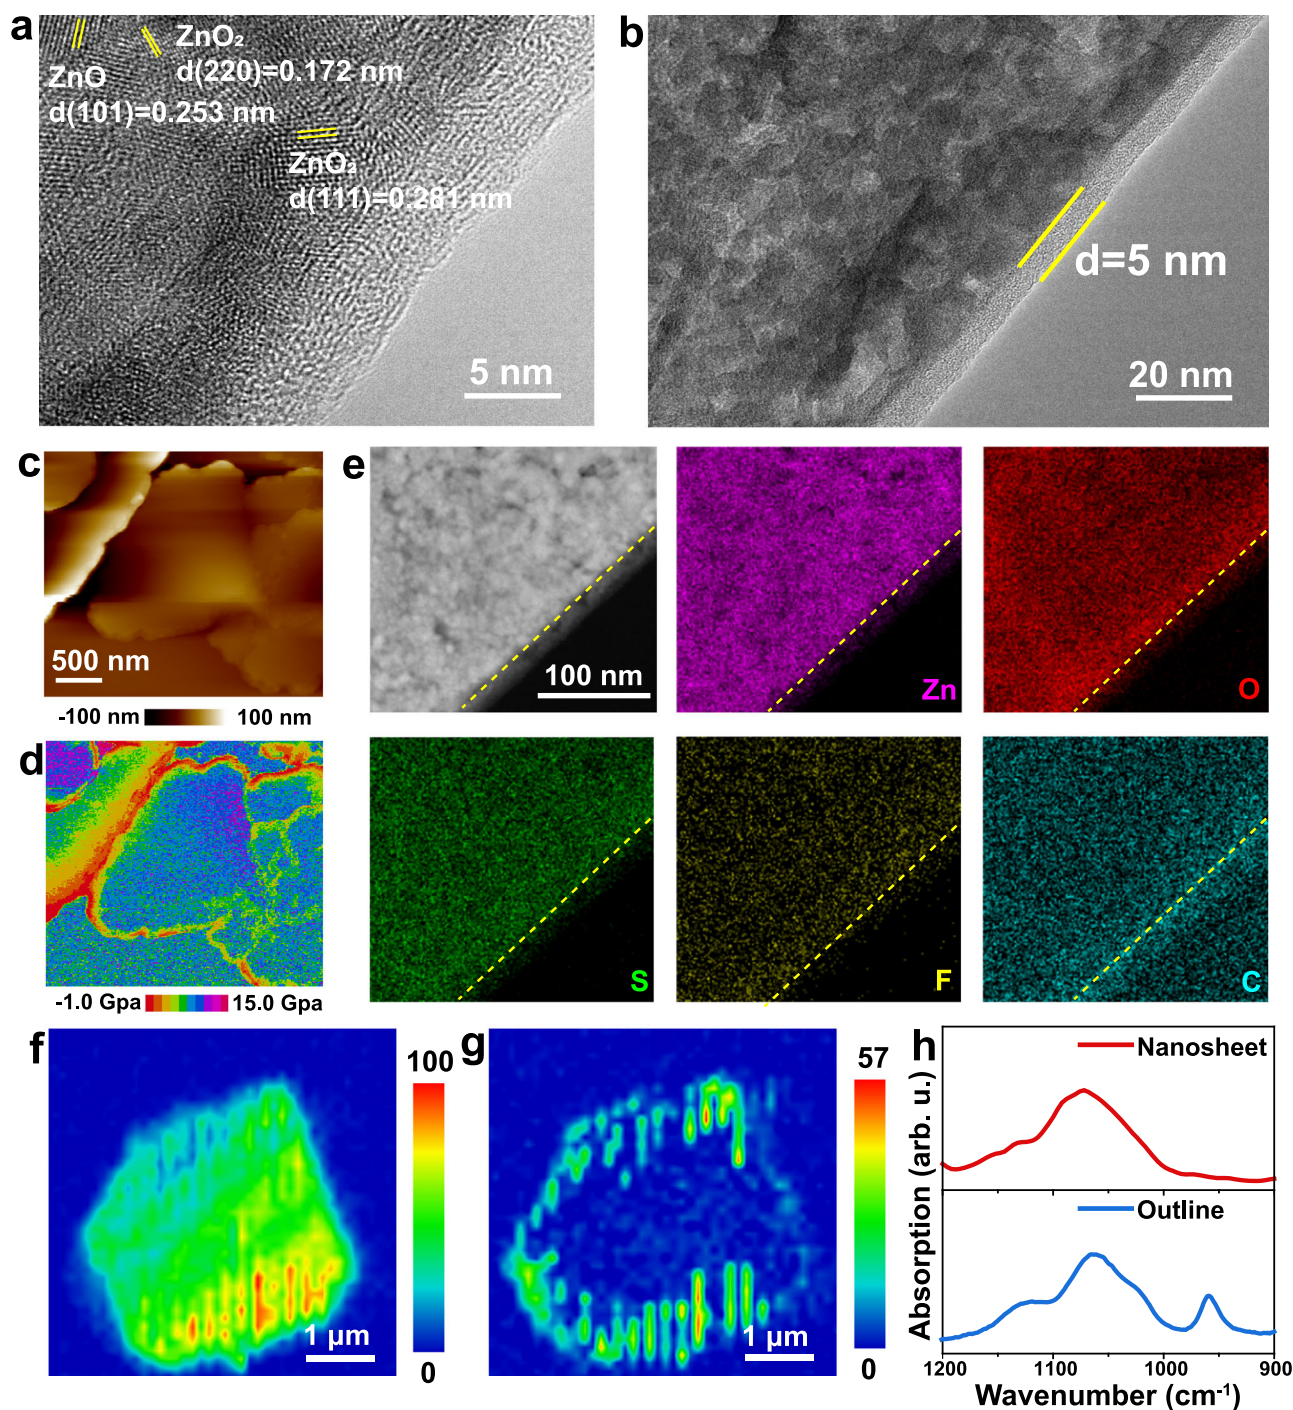 a
ZnO₂
d(220)=0.172 nm
ZnO
d(101)=0.253 nm
ZnO₂
d(111)=0.281 nm
5 nm
b
d=5 nm
20 nm
c
500 nm
-100 nm 100 nm
d
-1.0 Gpa 15.0 Gpa
e
100 nm
Zn
O
S
F
C
f
100
0
1 μm
g
57
0
1 μm
h
Nanosheet
Outline
Absorption (arb. u.)
1200 1100 1000 900
Wavenumber (cm⁻¹)